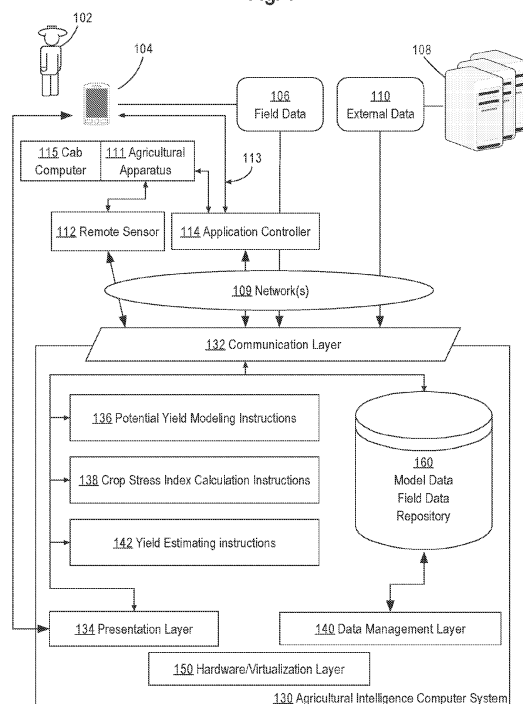 102
104
108
106
Field Data
110
External Data
115 Cab
Computer
111 Agricultural
Apparatus
113
112 Remote Sensor
114 Application Controller
109 Network(s)
132 Communication Layer
136 Potential Yield Modeling Instructions
138 Crop Stress Index Calculation Instructions
142 Yield Estimating instructions
160
Model Data
Field Data
Repository
134 Presentation Layer
140 Data Management Layer
150 Hardware/Virtualization Layer
130 Agricultural Intelligence Computer System